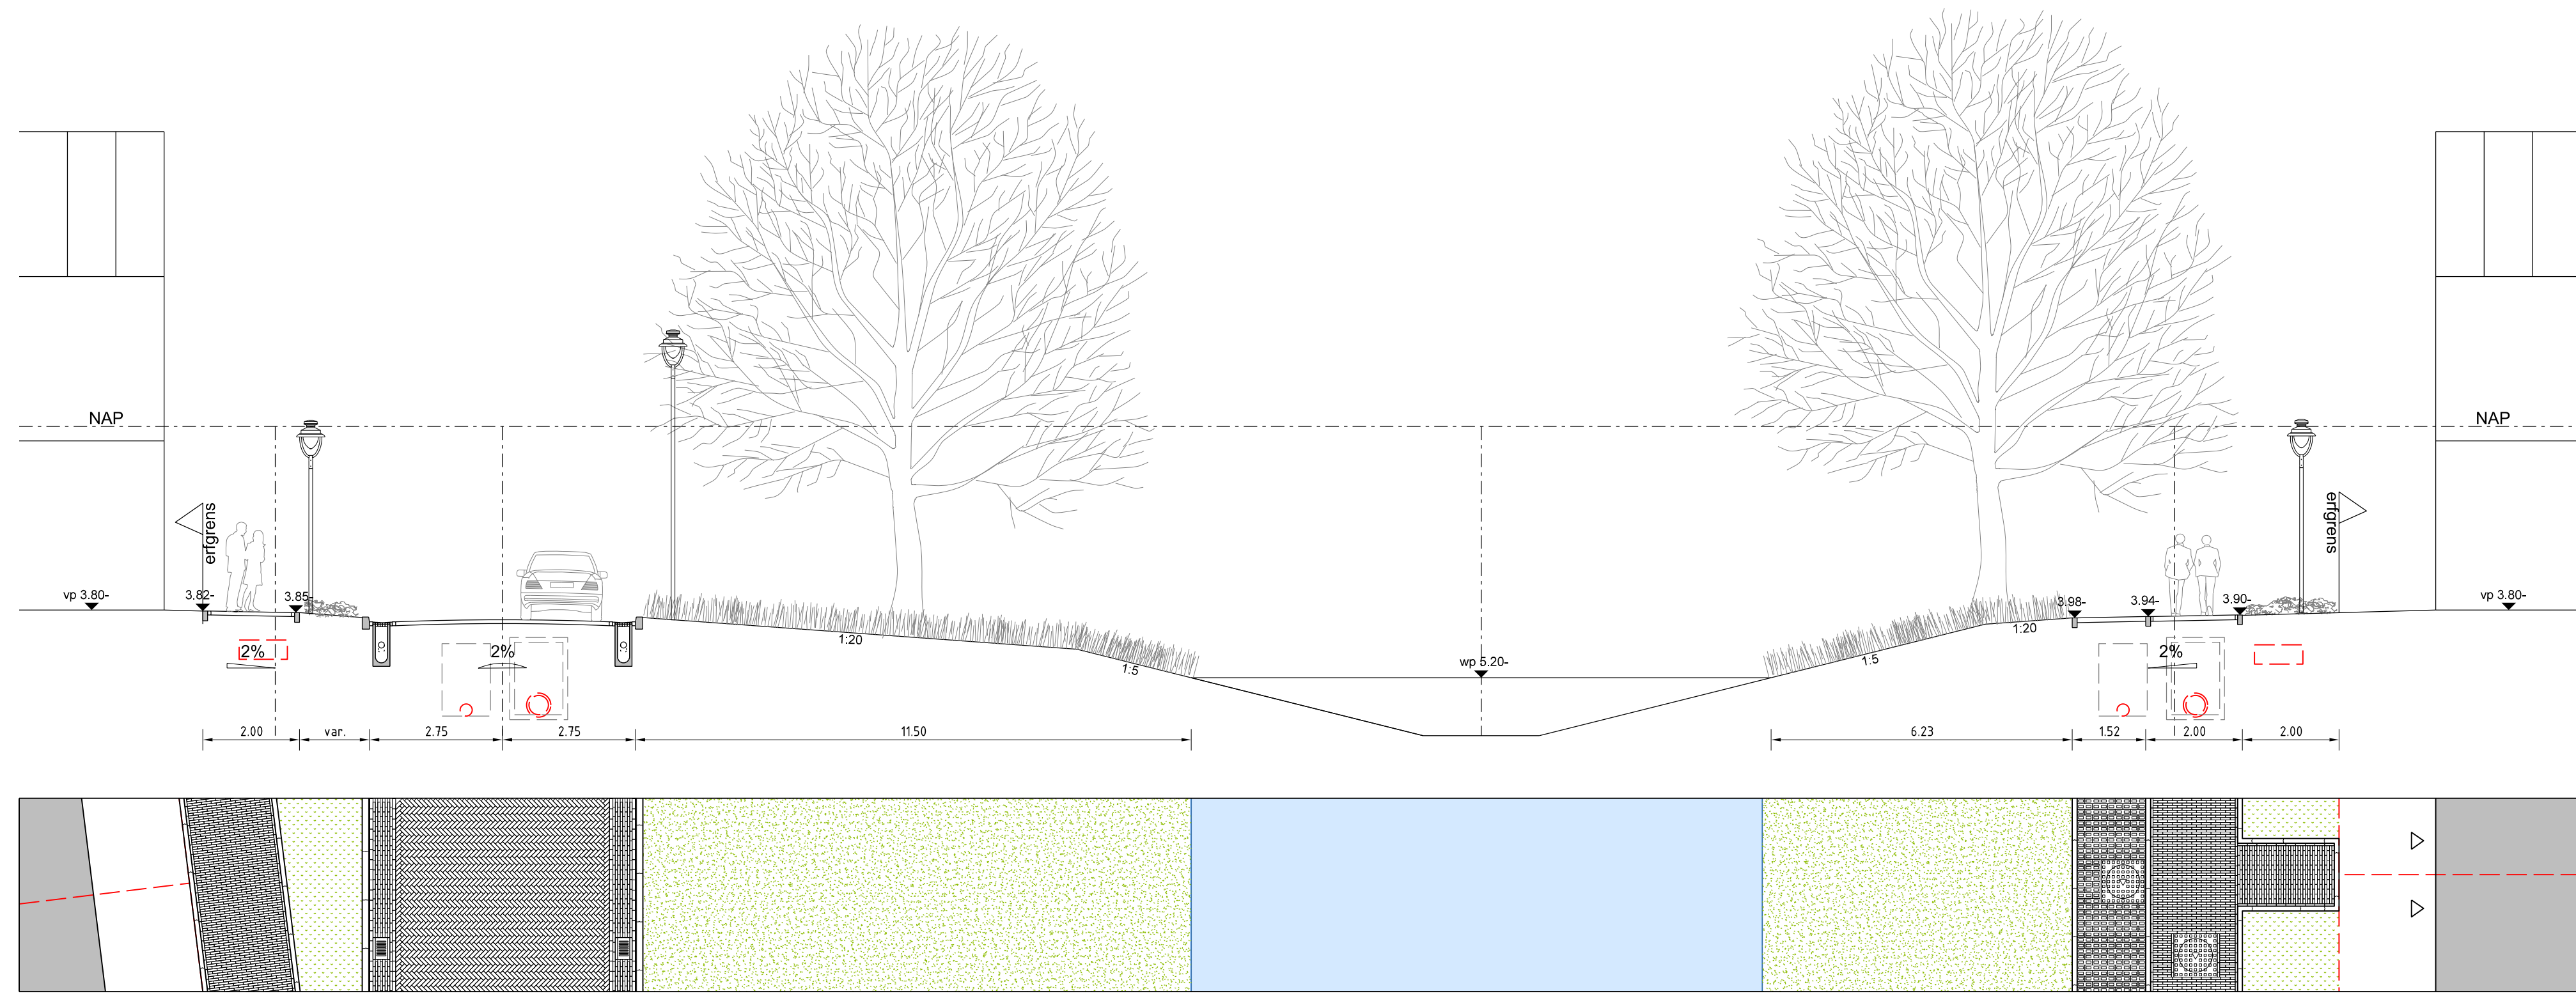 NAP
NAP
erfgrens
erfgrens
vp 3.80-
3.82-
3.85-
3.98-
3.94-
3.90-
vp 3.80-
1:20
1:5
wp 5.20-
1:5
1:20
2%
2%
2%
2.00
var.
2.75
2.75
11.50
6.23
1.52
2.00
2.00